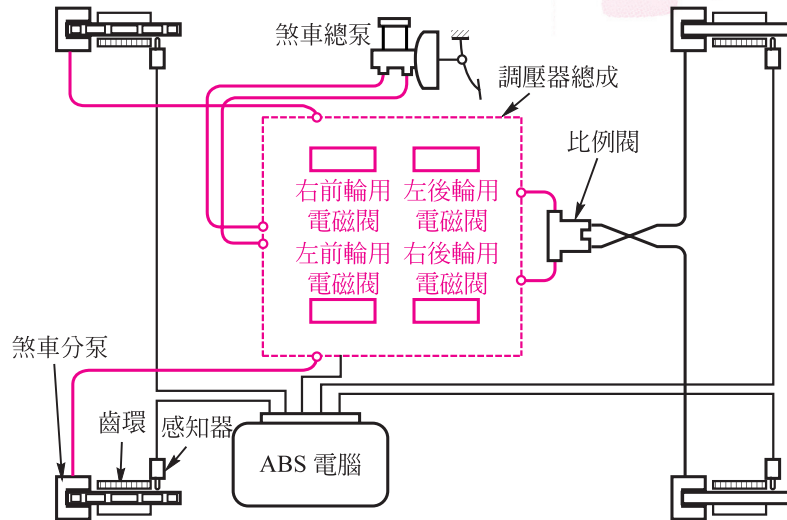 煞車總泵
調壓器總成
比例閥
右前輪用
電磁閥
左後輪用
電磁閥
左前輪用
電磁閥
右後輪用
電磁閥
煞車分泵
齒環
感知器
ABS 電腦